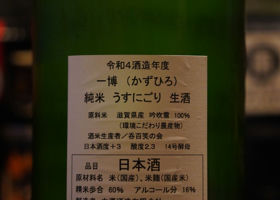 令和4酒造年度
一博 (かずひろ)
純米 うすにごり 生酒
原料米 滋賀県産 吟吹雪 100%
(環境こだわり農産物)
酒米生産者/呑百笑の会
日本酒度+3 酸度2.3 14号酵母
品目 日本酒
原材料名 米(国産)、米麹(国産米)
精米歩合 60% アルコール分 16%